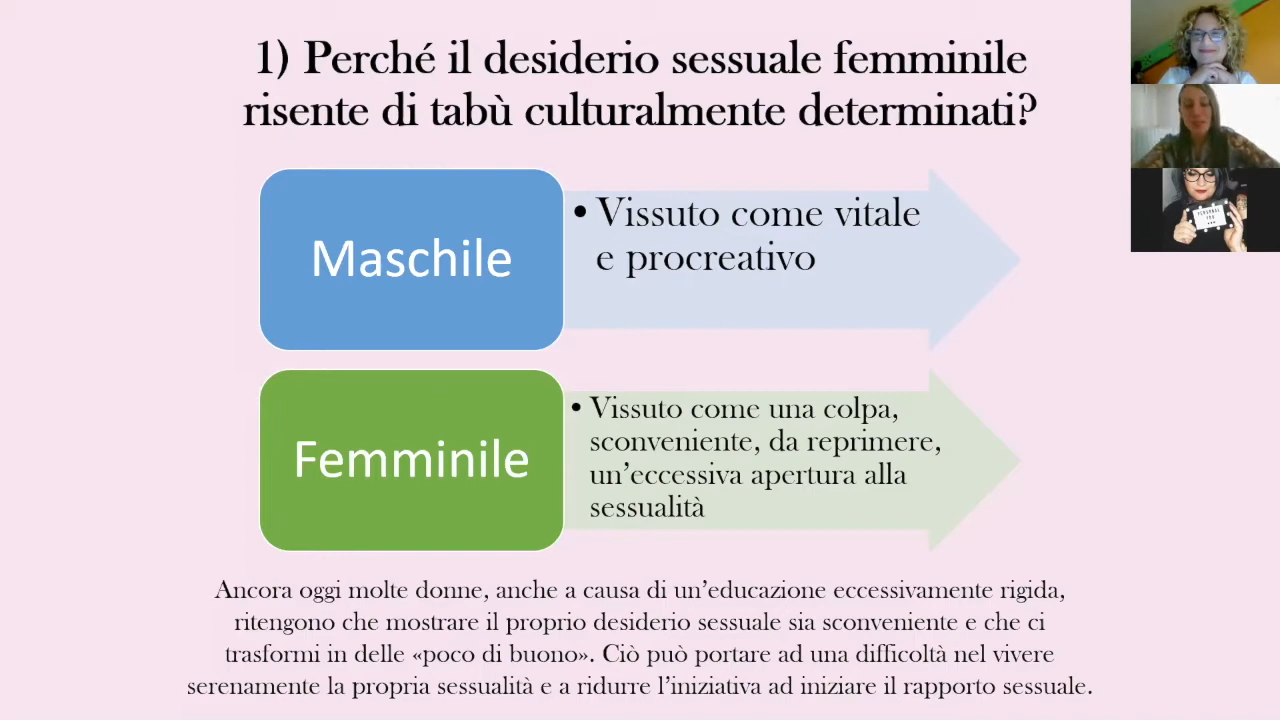 1) Perché il desiderio sessuale femminile
risente di tabù culturalmente determinati?
Maschile
• Vissuto come vitale
e procreativo
Femminile
• Vissuto come una colpa,
sconveniente, da reprimere,
un’eccessiva apertura alla
sessualità
Ancora oggi molte donne, anche a causa di un’educazione eccessivamente rigida,
ritengono che mostrare il proprio desiderio sessuale sia sconveniente e che ci
trasformi in delle «poco di buono». Ciò può portare ad una difficoltà nel vivere
serenamente la propria sessualità e a ridurre l’iniziativa ad iniziare il rapporto sessuale.
PERSONAL